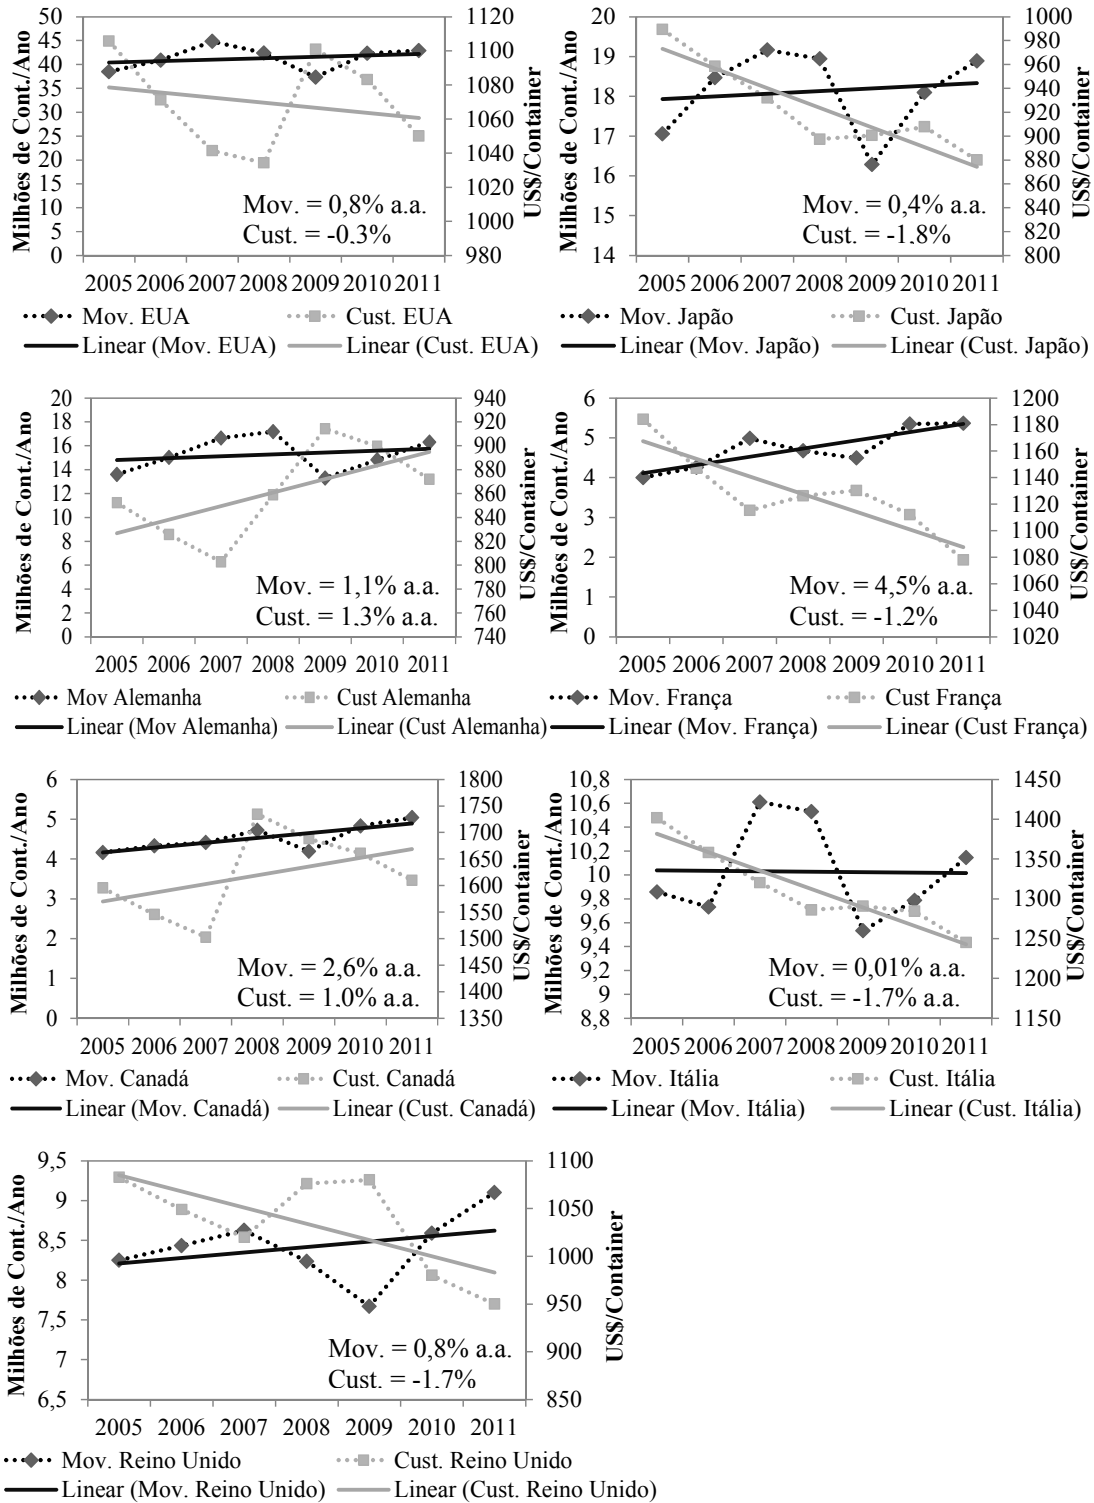 Milhões de Cont./Ano
50
45
40
35
30
25
20
15
10
5
0
1120
1100
1080
1060
1040
1020
1000
980
US$/Container
Mov. = 0,8% a.a.
Cust. = -0.3%
2005 2006 2007 2008 2009 2010 2011
Mov. EUA
Cust. EUA
Linear (Mov. EUA)
Linear (Cust. EUA)
Milhões de Cont./Ano
20
19
18
17
16
15
14
1000
980
960
940
920
900
880
860
840
820
800
US$/Container
Mov. = 0,4% a.a.
Cust. = -1.8%
2005 2006 2007 2008 2009 2010 2011
Mov. Japão
Cust. Japão
Linear (Mov. Japão)
Linear (Cust. Japão)
Milhões de Cont./Ano
20
18
16
14
12
10
8
6
4
2
0
940
920
900
880
860
840
820
800
780
760
740
US$/Container
Mov. = 1,1% a.a.
Cust. = 1.3% a.a.
2005 2006 2007 2008 2009 2010 2011
Mov Alemanha
Cust Alemanha
Linear (Mov Alemanha)
Linear (Cust Alemanha)
Milhões de Cont./Ano
6
5
4
3
2
1
0
1200
1180
1160
1140
1120
1100
1080
1060
1040
1020
US$/Container
Mov. = 4,5% a.a.
Cust. = -1.2%
2005 2006 2007 2008 2009 2010 2011
Mov. França
Cust França
Linear (Mov. França)
Linear (Cust França)
Milhões de Cont./Ano
6
5
4
3
2
1
0
1800
1750
1700
1650
1600
1550
1500
1450
1400
1350
US$/Container
Mov. = 2,6% a.a.
Cust. = 1.0% a.a.
2005 2006 2007 2008 2009 2010 2011
Mov. Canadá
Cust. Canadá
Linear (Mov. Canadá)
Linear (Cust. Canadá)
Milhões de Cont./Ano
10,8
10,6
10,4
10,2
10
9,8
9,6
9,4
9,2
9
8,8
1450
1400
1350
1300
1250
1200
1150
US$/Container
Mov. = 0,01% a.a.
Cust. = -1.7% a.a.
2005 2006 2007 2008 2009 2010 2011
Mov. Itália
Cust. Itália
Linear (Mov. Itália)
Linear (Cust. Itália)
Milhões de Cont./Ano
9,5
9
8,5
8
7,5
7
6,5
1100
1050
1000
950
900
850
US$/Container
Mov. = 0,8% a.a.
Cust. = -1.7%
2005 2006 2007 2008 2009 2010 2011
Mov. Reino Unido
Cust. Reino Unido
Linear (Mov. Reino Unido)
Linear (Cust. Reino Unido)